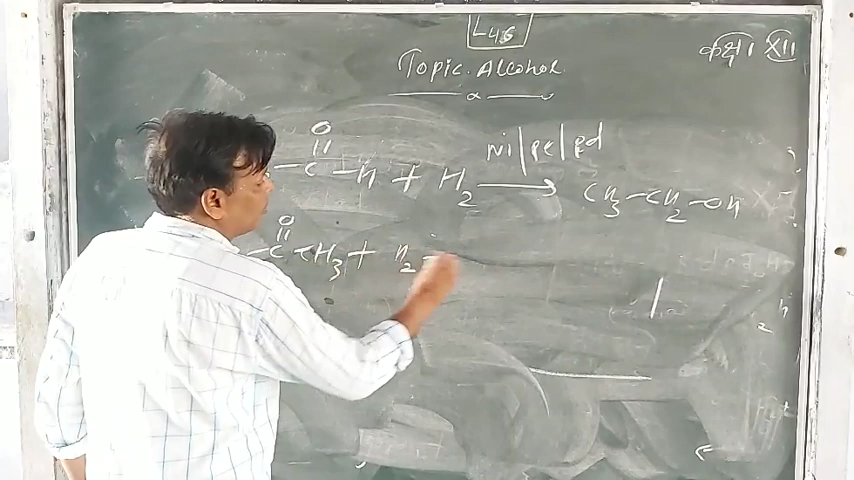 L46
कक्षा XII
Topic. Alcohol
O
|| Ni|Pt|Pd
-C-H + H2 → CH3-CH2-OH
O
||
-C-CH3 + H2